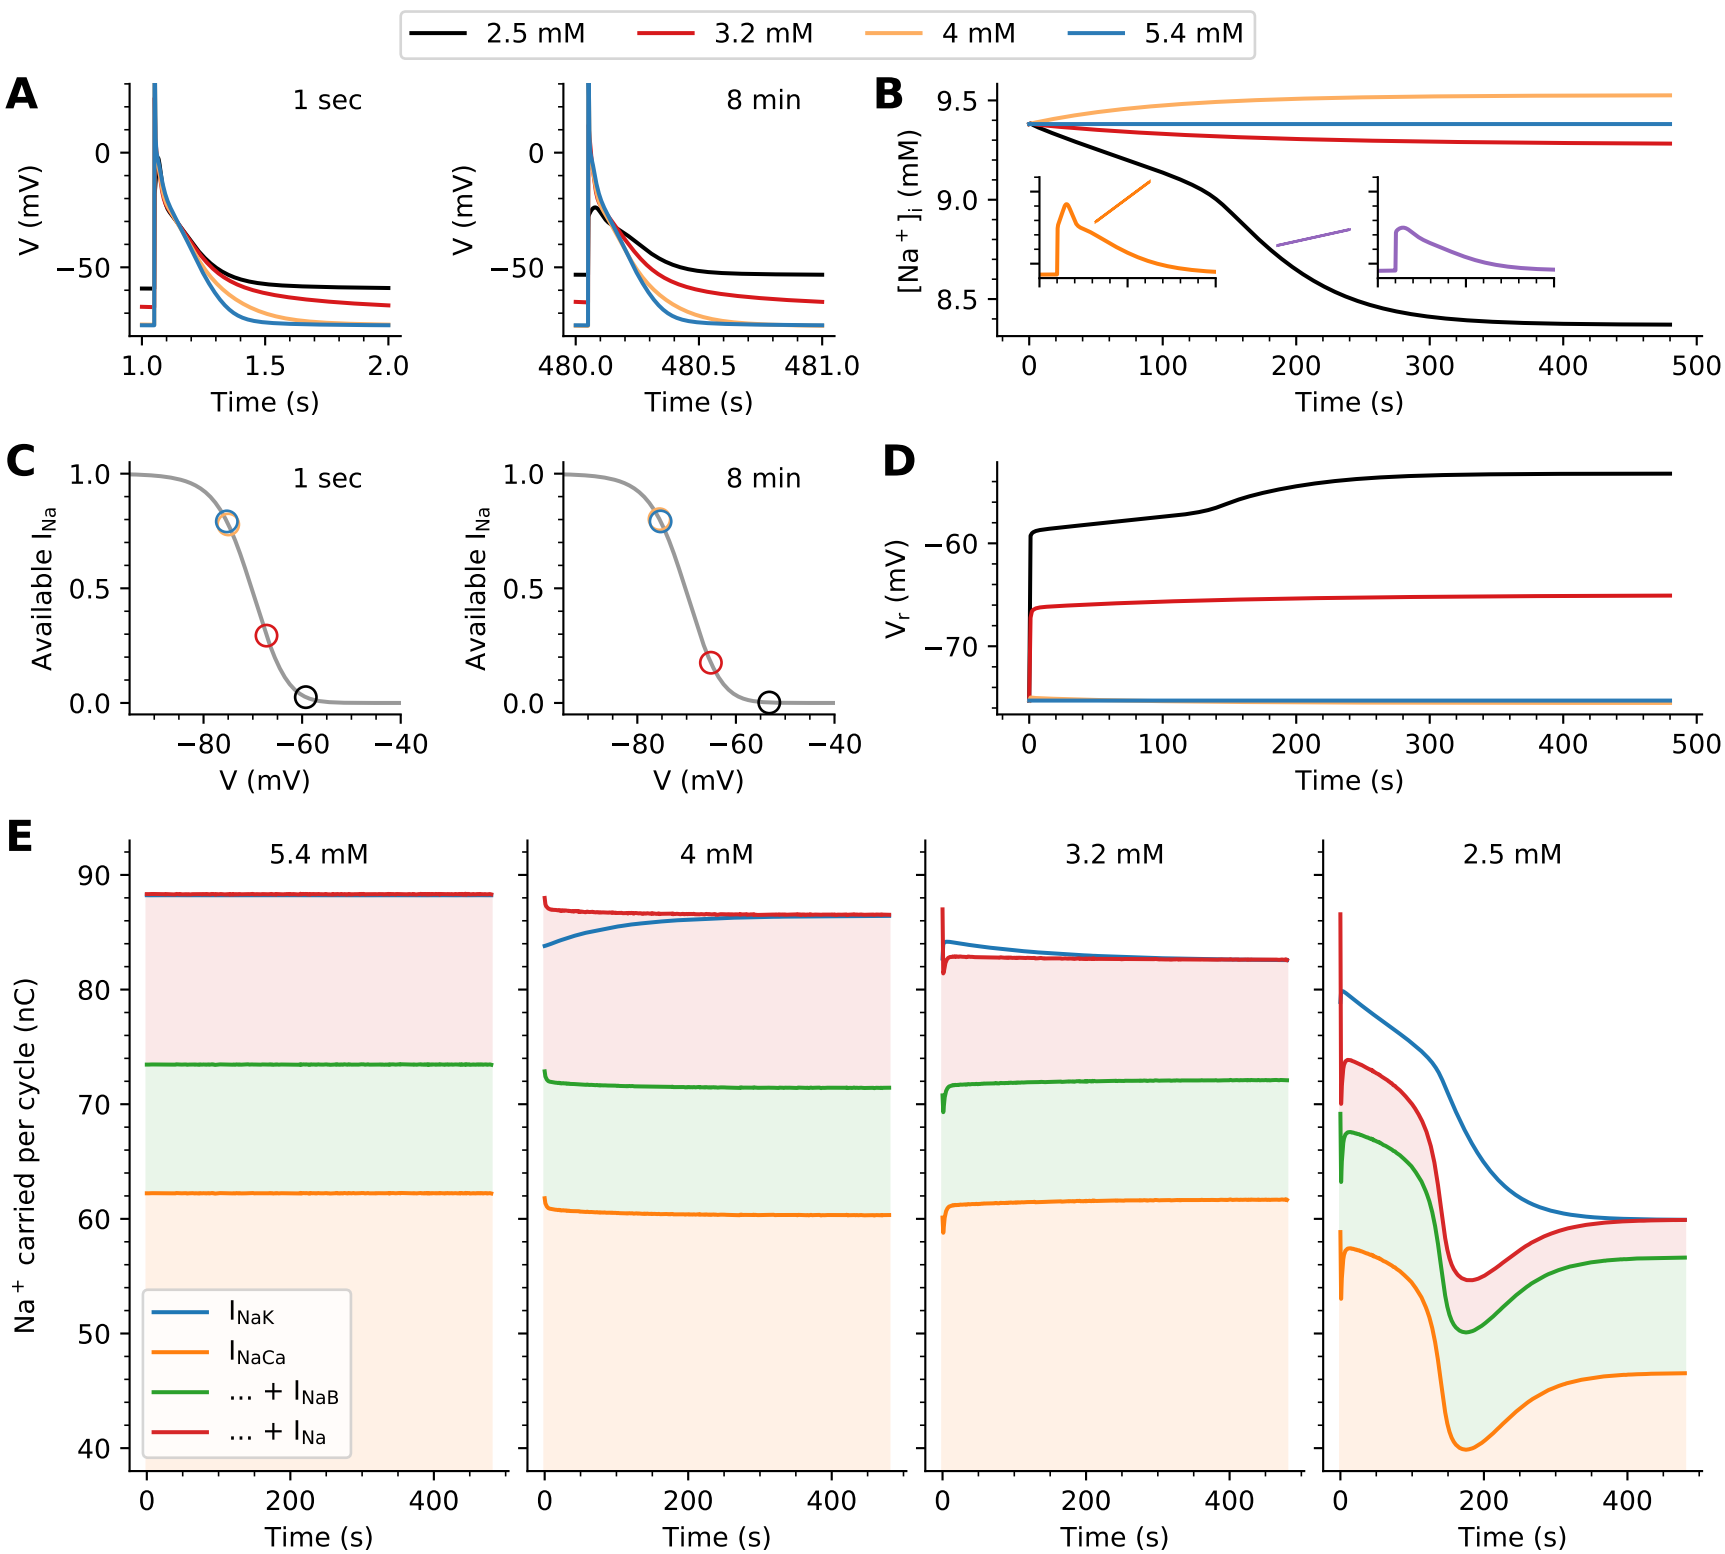 2.5 mM 3.2 mM 4 mM 5.4 mM
A
1 sec
V (mV)
0
−50
1.0 1.5 2.0
Time (s)
8 min
V (mV)
0
−50
480.0 480.5 481.0
Time (s)
B
[Na⁺]ᵢ (mM)
9.5
9.0
8.5
0 100 200 300 400 500
Time (s)
C
1 sec
Available I_Na
1.0
0.5
0.0
−80 −60 −40
V (mV)
8 min
Available I_Na
1.0
0.5
0.0
−80 −60 −40
V (mV)
D
V_r (mV)
−60
−70
0 100 200 300 400 500
Time (s)
E
Na⁺ carried per cycle (nC)
90
80
70
60
50
40
5.4 mM
I_NaK
I_NaCa
... + I_NaB
... + I_Na
0 200 400
Time (s)
4 mM
0 200 400
Time (s)
3.2 mM
0 200 400
Time (s)
2.5 mM
0 200 400
Time (s)